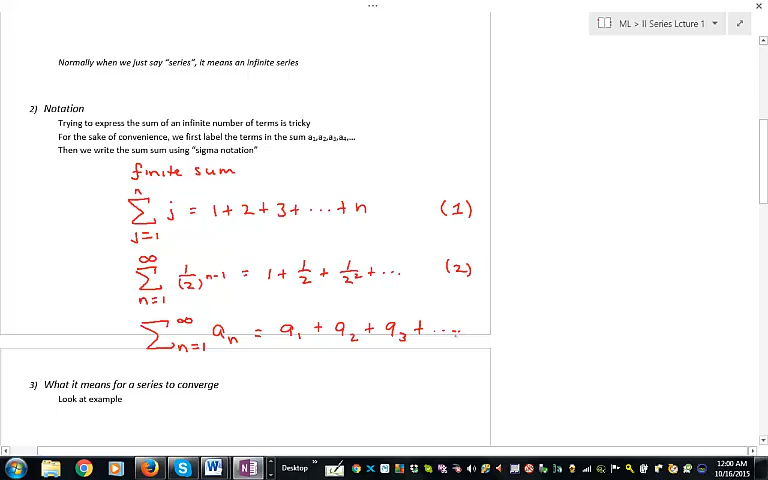 ML > II Series Lcture 1
Normally when we just say "series", it means an infinite series
2) Notation
Trying to express the sum of an infinite number of terms is tricky
For the sake of convenience, we first label the terms in the sum a₁,a₂,a₃,a₄,...
Then we write the sum sum using "sigma notation"
finite sum
n
∑ j = 1 + 2 + 3 + ... + n (1)
j=1
∞
∑ 1/(2)ⁿ⁻¹ = 1 + 1/2 + 1/2² + ... (2)
n=1
∞
∑ aₙ = a₁ + a₂ + a₃ + ....
n=1
3) What it means for a series to converge
Look at example
Desktop
12:00 AM
10/16/2015